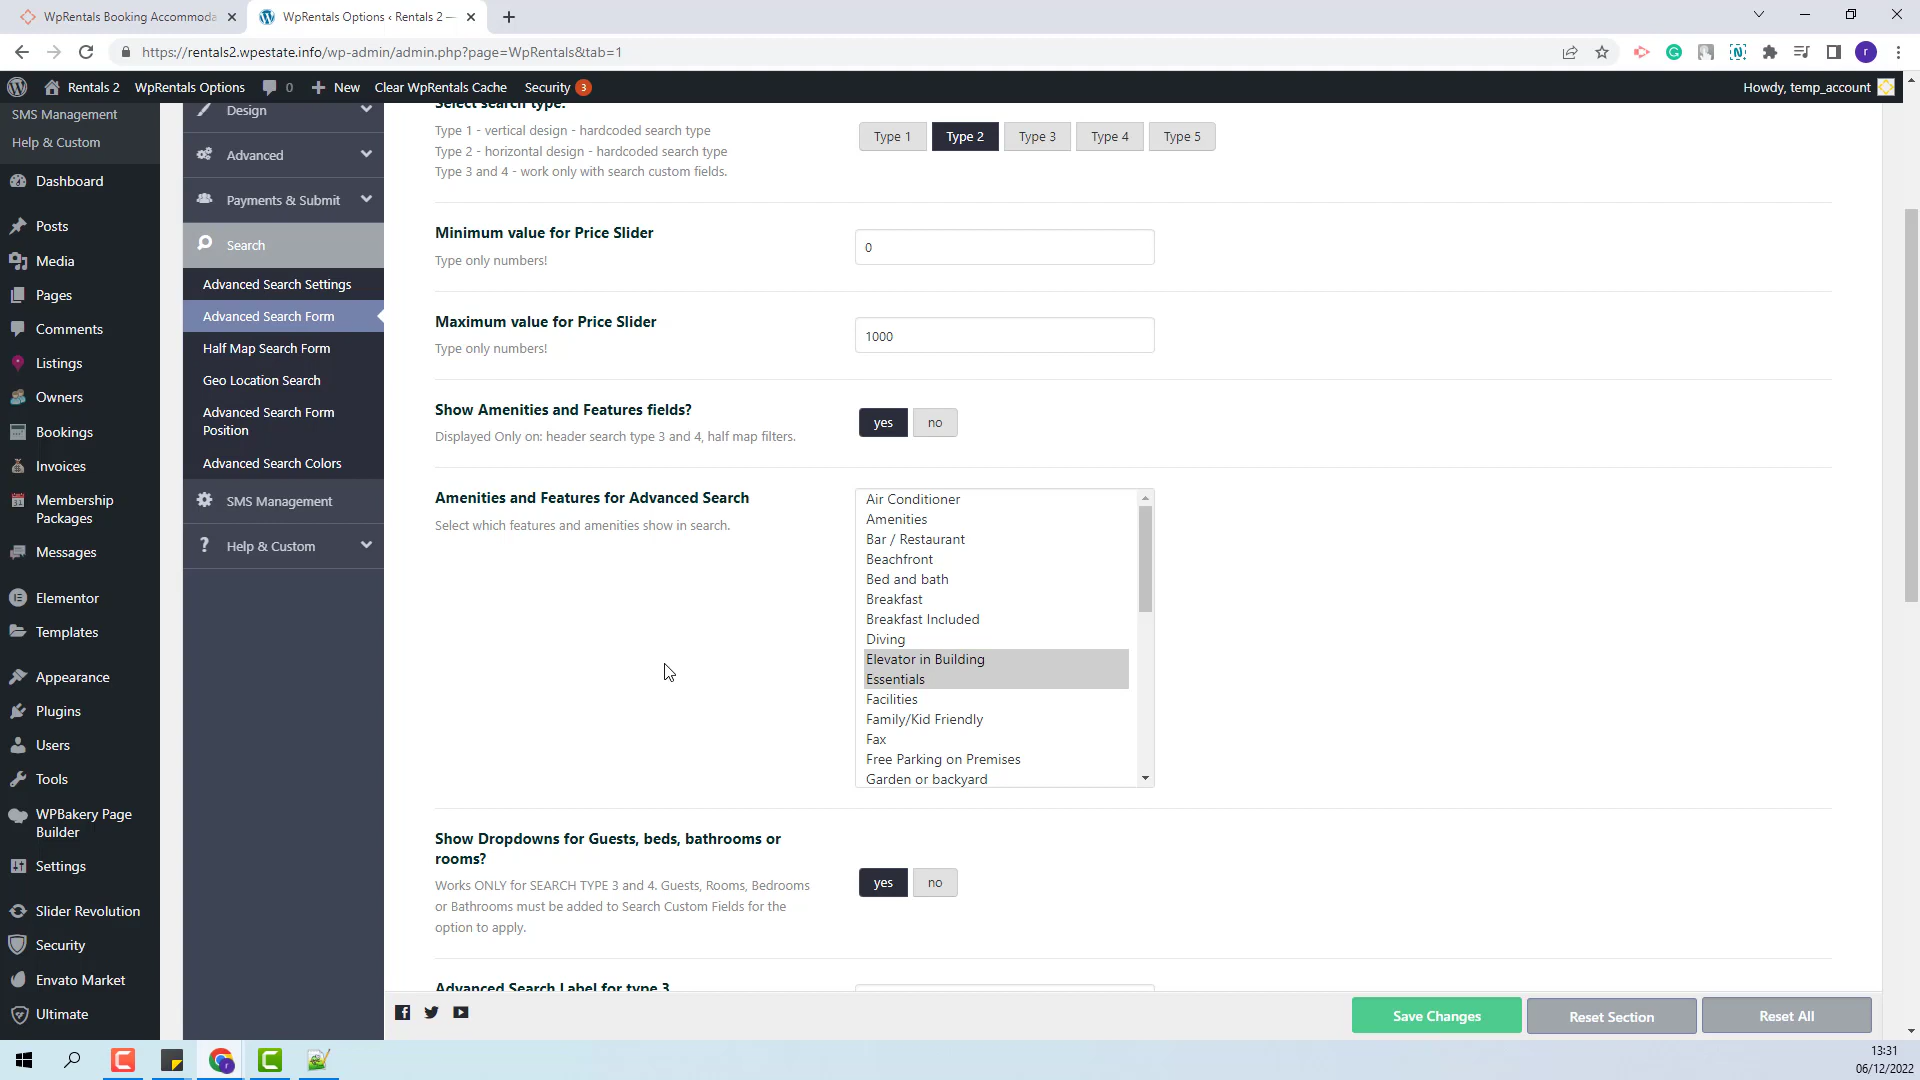 WpRentals Booking Accommoda
WpRentals Options ‹ Rentals 2 —
https://rentals2.wpestate.info/wp-admin/admin.php?page=WpRentals&tab=1
Rentals 2
WpRentals Options
0
New
Clear WpRentals Cache
Security 3
Howdy, temp_account
SMS Management
Help & Custom
Dashboard
Posts
Media
Pages
Comments
Listings
Owners
Bookings
Invoices
Membership
Packages
Messages
Elementor
Templates
Appearance
Plugins
Users
Tools
WPBakery Page
Builder
Settings
Slider Revolution
Security
Envato Market
Ultimate
Design
Advanced
Payments & Submit
Search
Advanced Search Settings
Advanced Search Form
Half Map Search Form
Geo Location Search
Advanced Search Form
Position
Advanced Search Colors
SMS Management
Help & Custom
Select search type:
Type 1 - vertical design - hardcoded search type
Type 2 - horizontal design - hardcoded search type
Type 3 and 4 - work only with search custom fields.
Type 1
Type 2
Type 3
Type 4
Type 5
Minimum value for Price Slider
Type only numbers!
0
Maximum value for Price Slider
Type only numbers!
1000
Show Amenities and Features fields?
Displayed Only on: header search type 3 and 4, half map filters.
yes
no
Amenities and Features for Advanced Search
Select which features and amenities show in search.
Air Conditioner
Amenities
Bar / Restaurant
Beachfront
Bed and bath
Breakfast
Breakfast Included
Diving
Elevator in Building
Essentials
Facilities
Family/Kid Friendly
Fax
Free Parking on Premises
Garden or backyard
Show Dropdowns for Guests, beds, bathrooms or
rooms?
Works ONLY for SEARCH TYPE 3 and 4. Guests, Rooms, Bedrooms
or Bathrooms must be added to Search Custom Fields for the
option to apply.
yes
no
Advanced Search Label for type 3
Save Changes
Reset Section
Reset All
13:31
06/12/2022